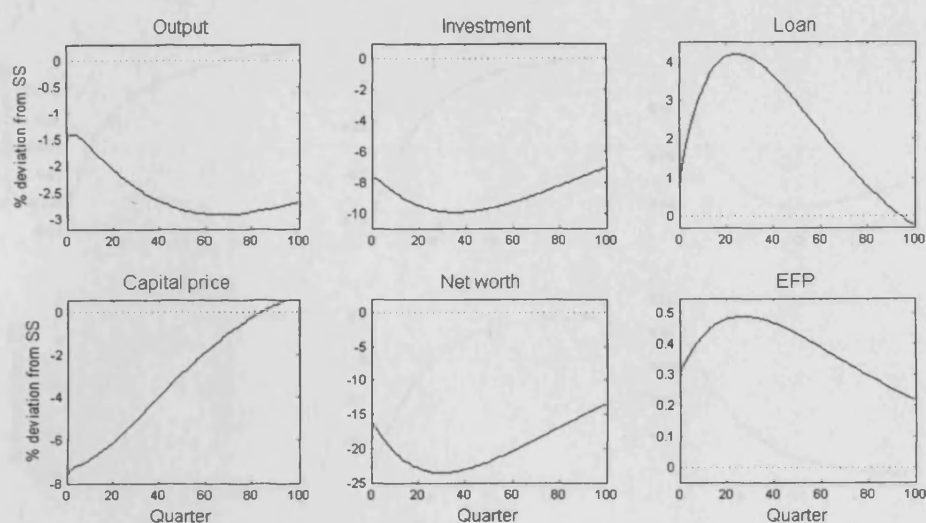 Output
Investment
Loan
% deviation from SS
0
-0.5
-1
-1.5
-2
-2.5
-3
0 20 40 60 80 100
0
-2
-4
-6
-8
-10
0 20 40 60 80 100
4
3
2
1
0
0 20 40 60 80 100
Capital price
Net worth
EFP
% deviation from SS
0
-2
-4
-6
-8
0 20 40 60 80 100
Quarter
0
-5
-10
-15
-20
-25
0 20 40 60 80 100
Quarter
0.5
0.4
0.3
0.2
0.1
0
0 20 40 60 80 100
Quarter